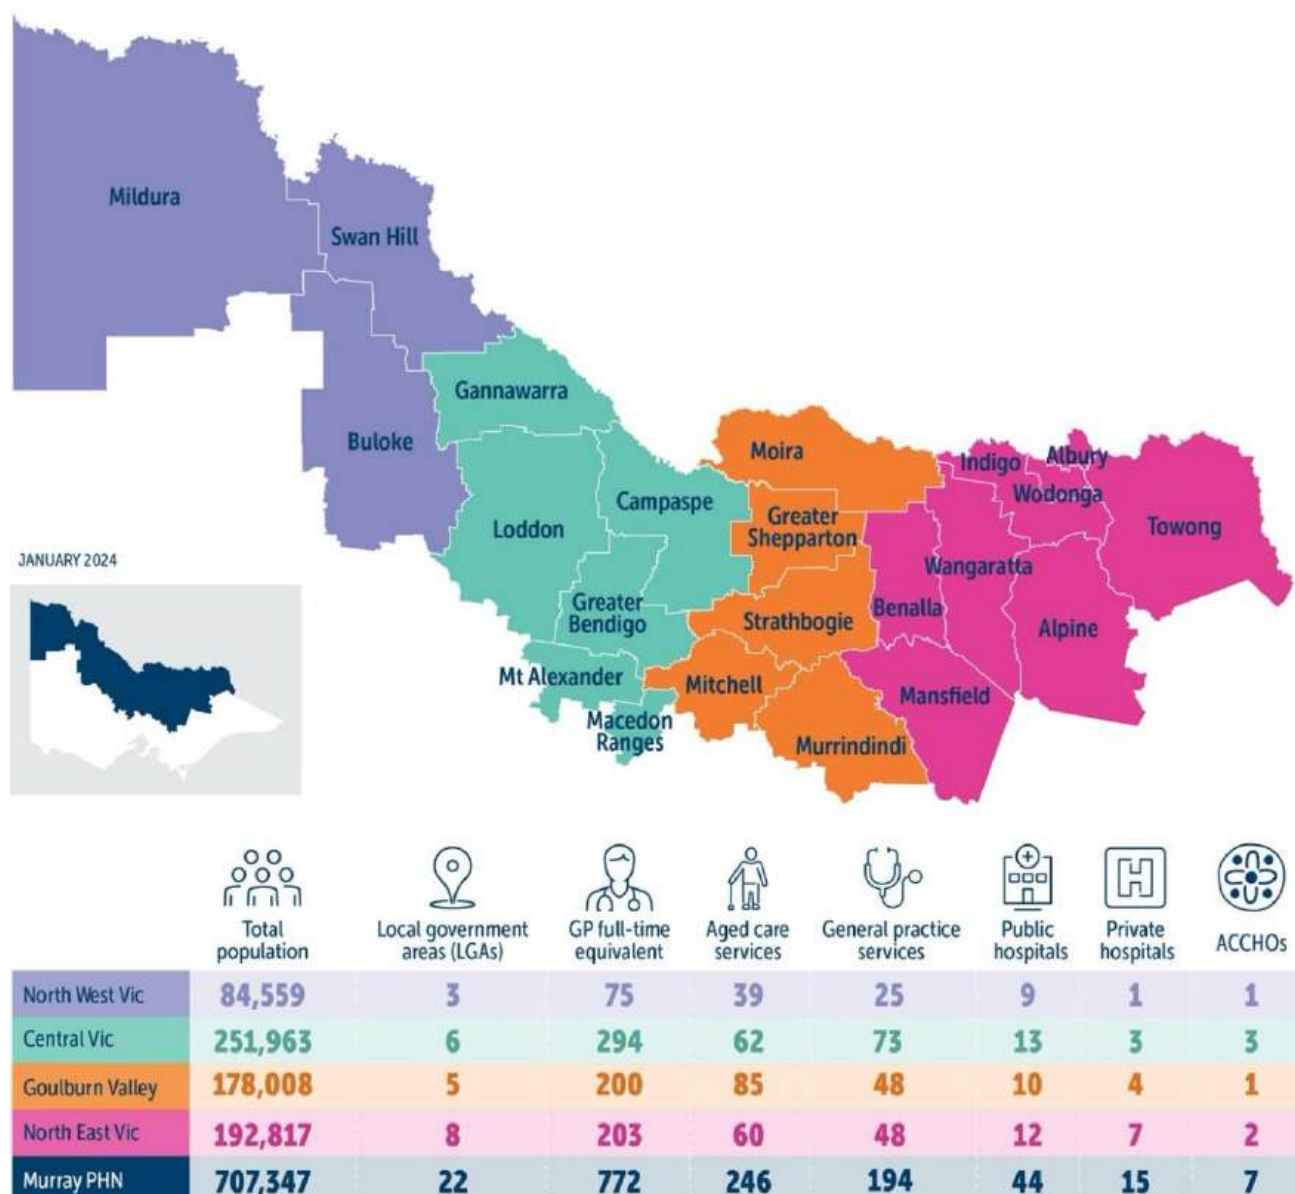 Mildura
Swan Hill
Gannawarra
Buloke
Moira
Indigo
Albury
Wodonga
Campaspe
Loddon
Greater
Shepparton
Towong
JANUARY 2024
Wangaratta
Greater
Bendigo
Strathbogie
Benalla
Alpine
Mt Alexander
Mitchell
Mansfield
Macedon
Ranges
Murrindindi
Total
population
Local government
areas (LGAs)
GP full-time
equivalent
Aged care
services
General practice
services
Public
hospitals
Private
hospitals
ACCHOs
H
North West Vic 84,559 3 75 39 25 9 1 1
Central Vic 251,963 6 294 62 73 13 3 3
Goulburn Valley 178,008 5 200 85 48 10 4 1
North East Vic 192,817 8 203 60 48 12 7 2
Murray PHN 707,347 22 772 246 194 44 15 7